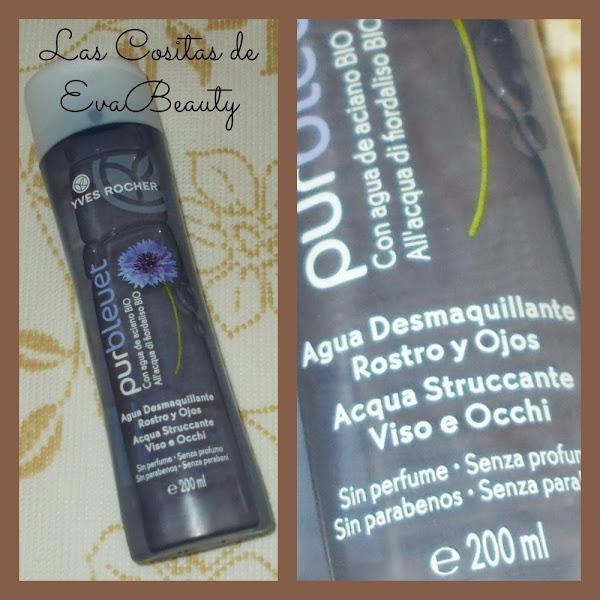 Las Cositas de
EvaBeauty
YVES ROCHER
purbleuet
Con agua de aciano BIO
All'acqua di fiordaliso BIO
Agua Desmaquillante
Rostro y Ojos
Acqua Struccante
Viso e Occhi
Sin perfume • Senza profumo
Sin parabenos • Senza parabeni
e 200 ml
purbleuet
Con agua de aciano BIO
All'acqua di fiordaliso BIO
Agua Desmaquillante
Rostro y Ojos
Acqua Struccante
Viso e Occhi
Sin perfume • Senza profum
Sin parabenos • Senza para
e 200 ml